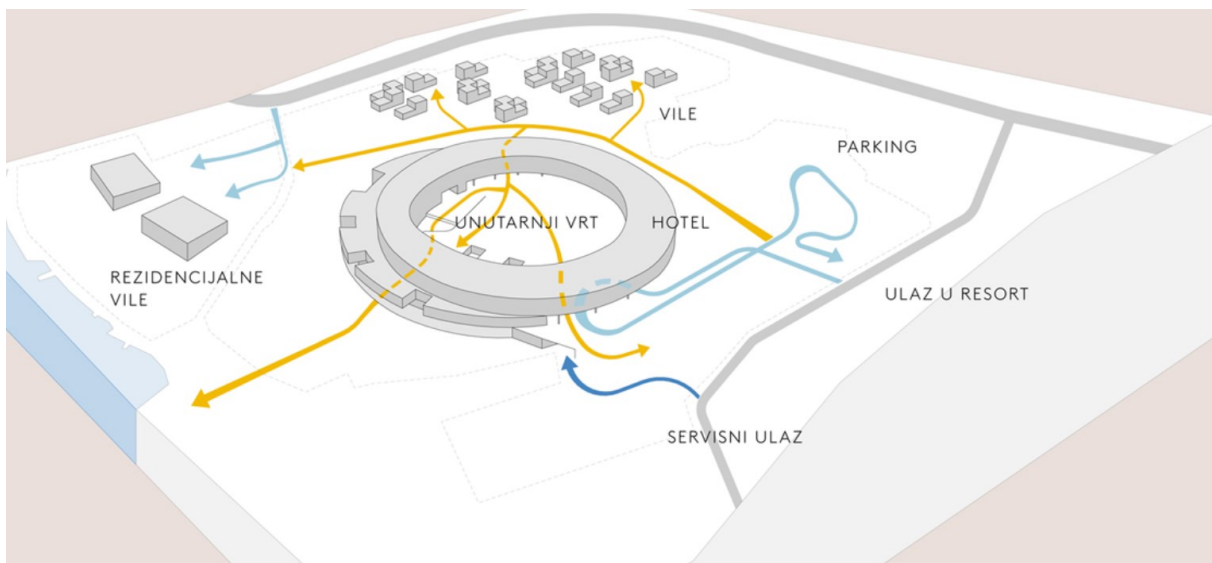 VILE
PARKING
UNUTARNJI VRT
HOTEL
REZIDENCIJALNE
VILE
ULAZ U RESORT
SERVISNI ULAZ